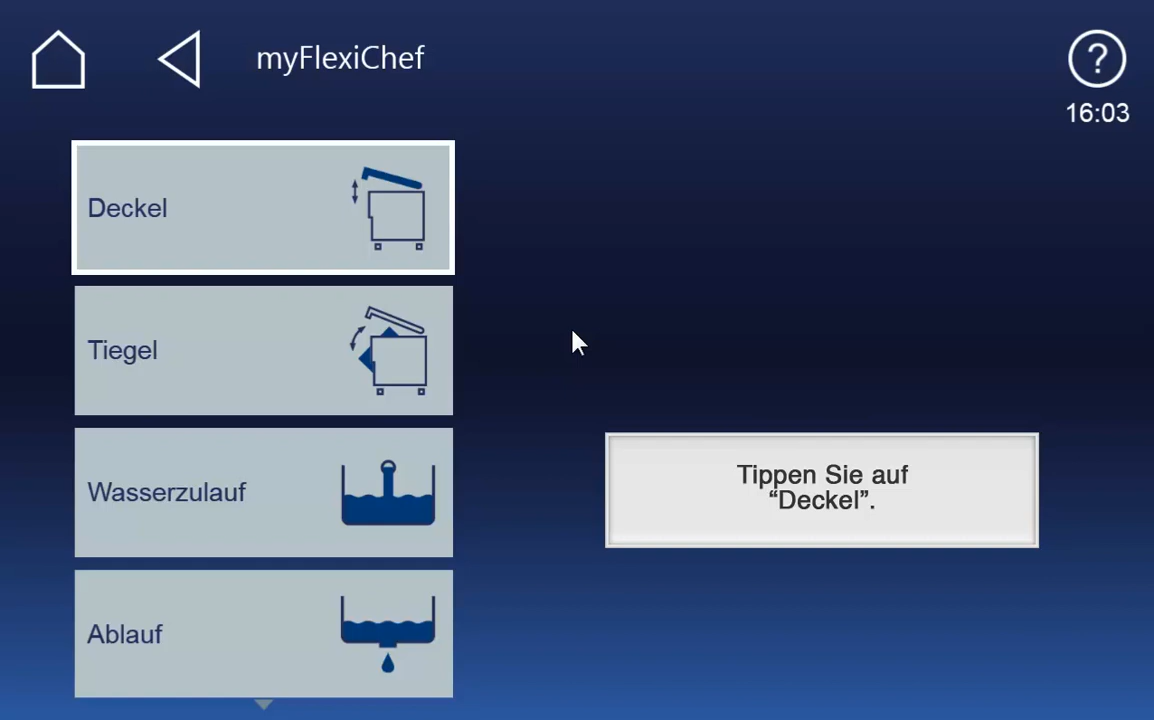 myFlexiChef
?
16:03
Deckel
Tiegel
Wasserzulauf
Ablauf
Tippen Sie auf
“Deckel”.